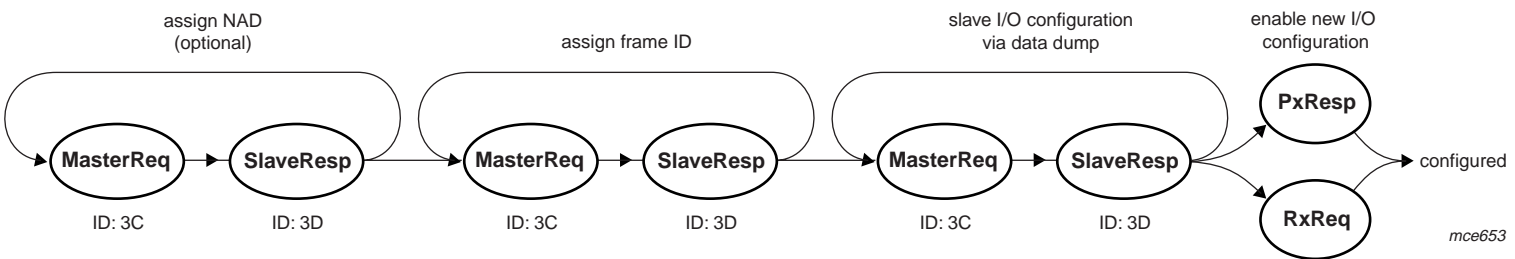 assign NAD
(optional)
assign frame ID
slave I/O configuration
via data dump
enable new I/O
configuration
MasterReq
SlaveResp
MasterReq
SlaveResp
MasterReq
SlaveResp
PxResp
RxReq
configured
ID: 3C
ID: 3D
ID: 3C
ID: 3D
ID: 3C
ID: 3D
mce653